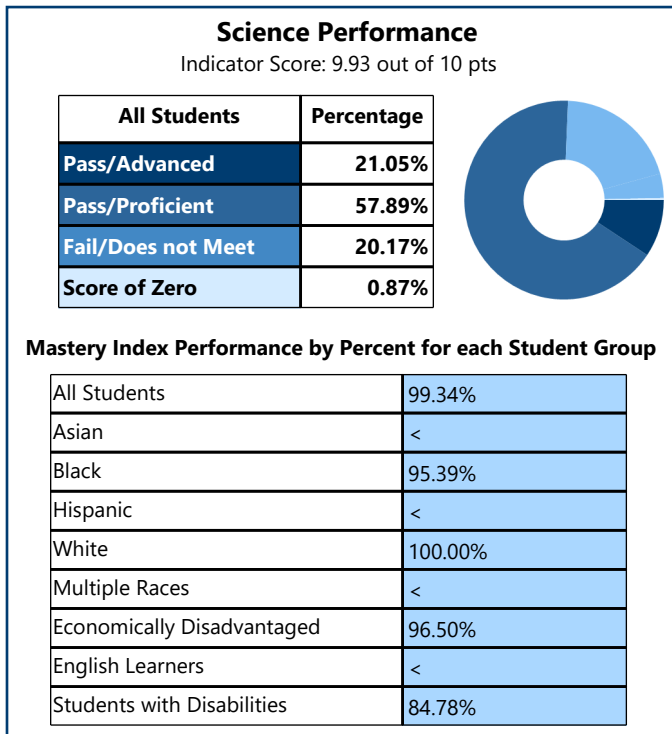 Science Performance
Indicator Score: 9.93 out of 10 pts
All Students Percentage
Pass/Advanced 21.05%
Pass/Proficient 57.89%
Fail/Does not Meet 20.17%
Score of Zero 0.87%
Mastery Index Performance by Percent for each Student Group
All Students 99.34%
Asian <
Black 95.39%
Hispanic <
White 100.00%
Multiple Races <
Economically Disadvantaged 96.50%
English Learners <
Students with Disabilities 84.78%